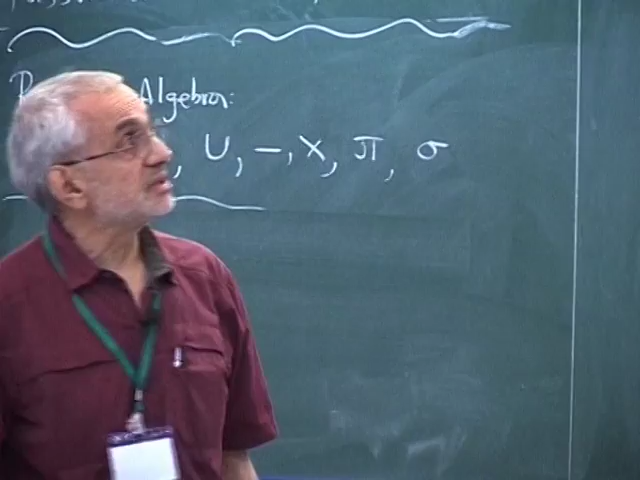 Algebra:
, ∪, −, ×, π, σ